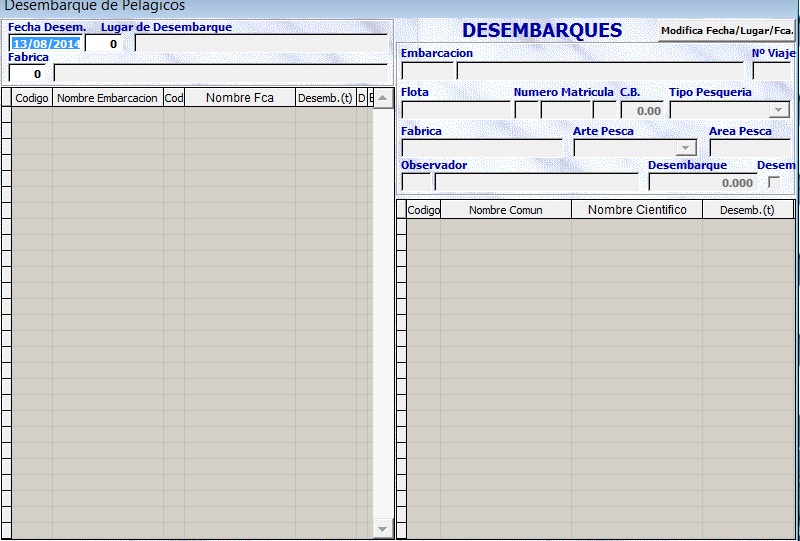 Desembarque de Pelagicos
Fecha Desem. Lugar de Desembarque
13/08/2014 0
Fabrica
0
Codigo Nombre Embarcacion Cod Nombre Fca Desemb.(t) D E
DESEMBARQUES Modifica Fecha/Lugar/Fca.
Embarcacion Nº Viaje
Flota Numero Matricula C.B. Tipo Pesqueria
0.00
Fabrica Arte Pesca Area Pesca
Observador Desembarque Desem
0.000
Codigo Nombre Comun Nombre Cientifico Desemb.(t)